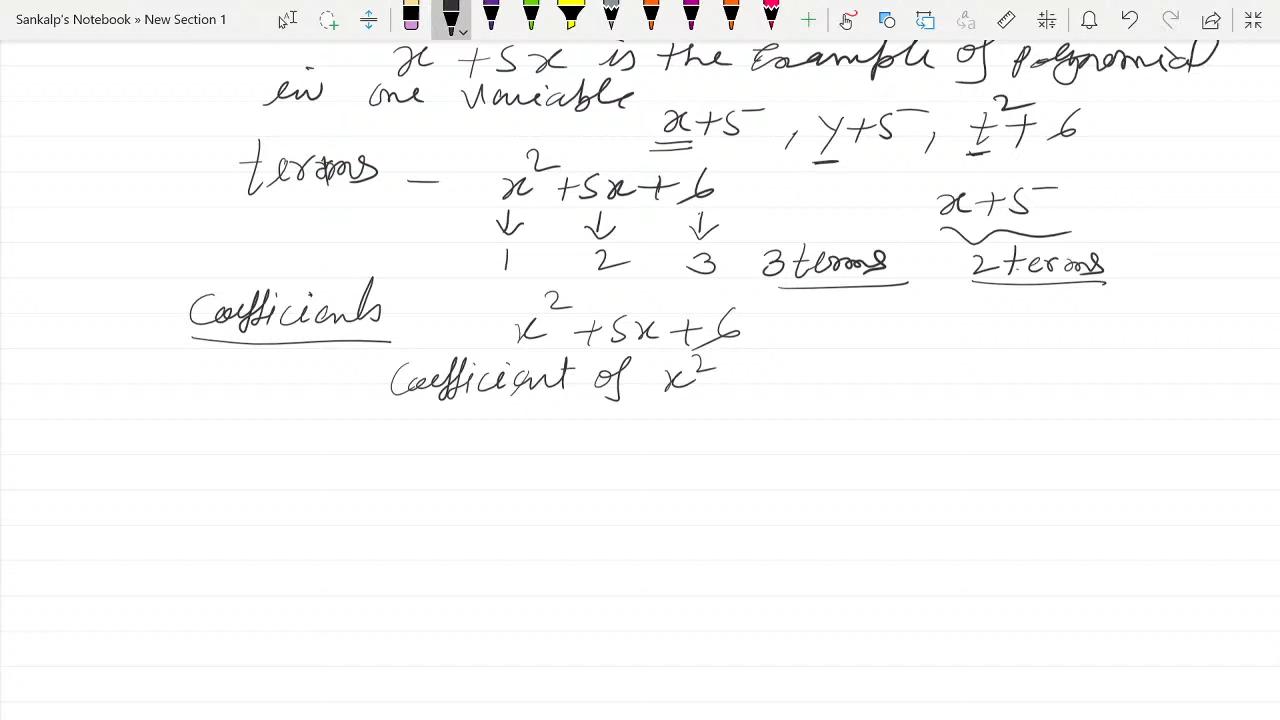 Sankalp's Notebook » New Section 1
x + 5x is the Example of polynomial
in one variable
x+5, y+5, t²+6
terms - x²+5x+6
x+5
↓ ↓ ↓
1 2 3 3 terms 2 terms
Coefficients x²+5x+6
Coefficient of x²